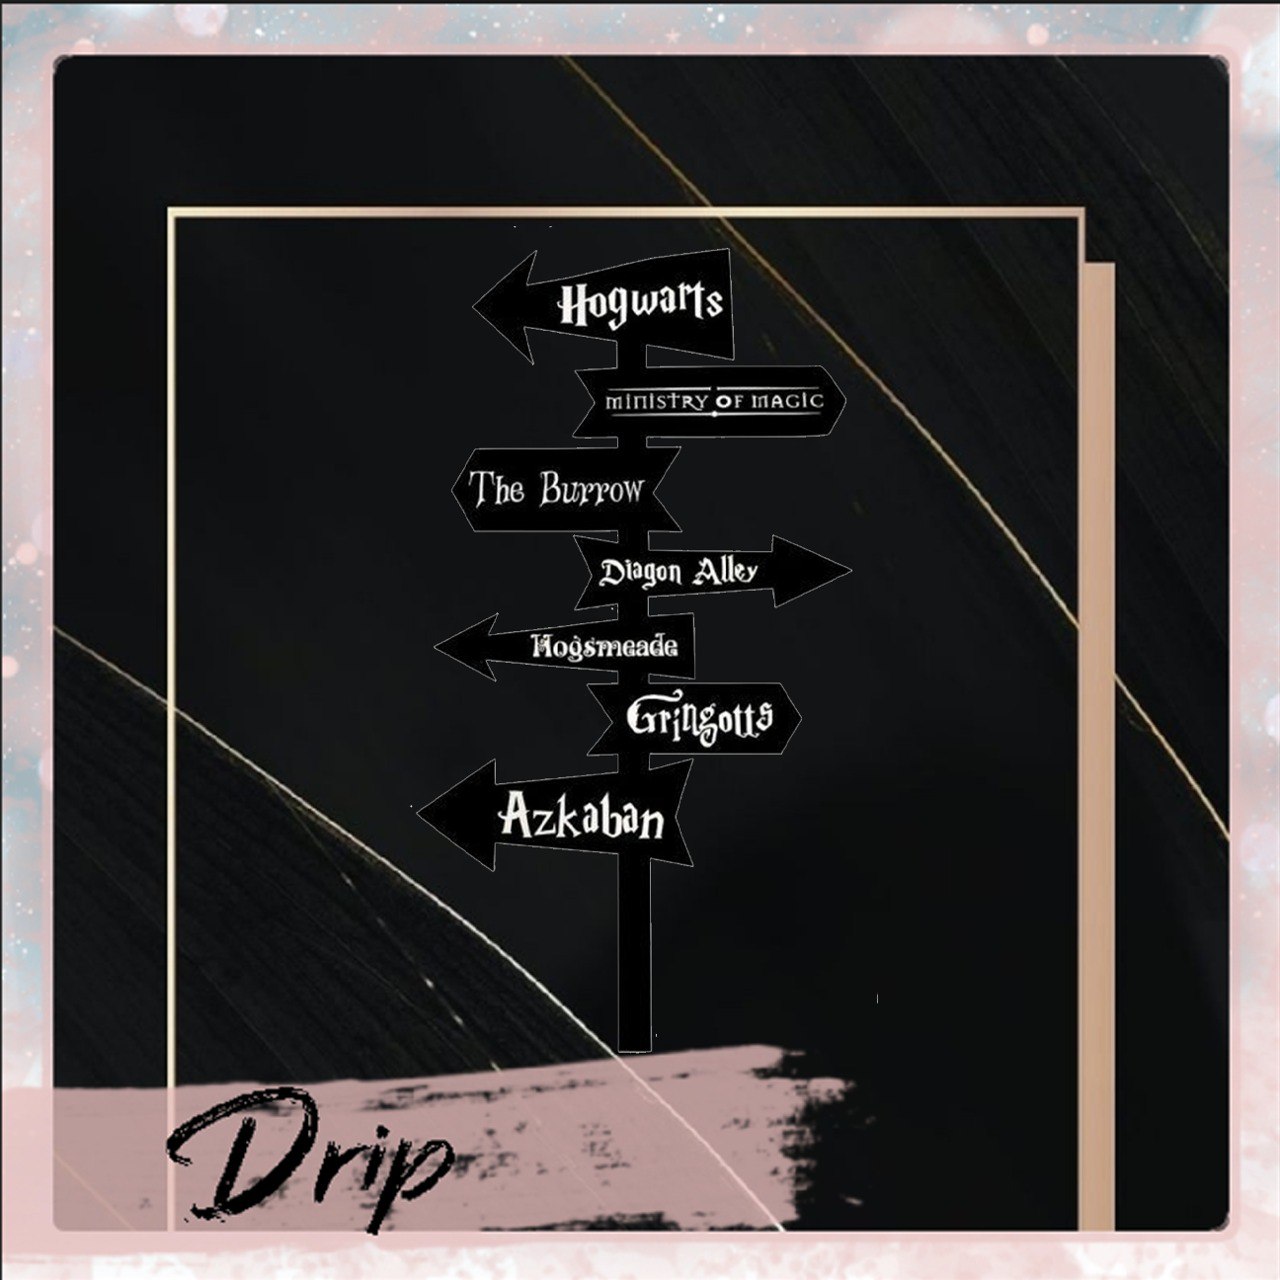 Hogwarts
MINISTRY OF MAGIC
The Burrow
Diagon Alley
Hogsmeade
Gringotts
Azkaban
Drip